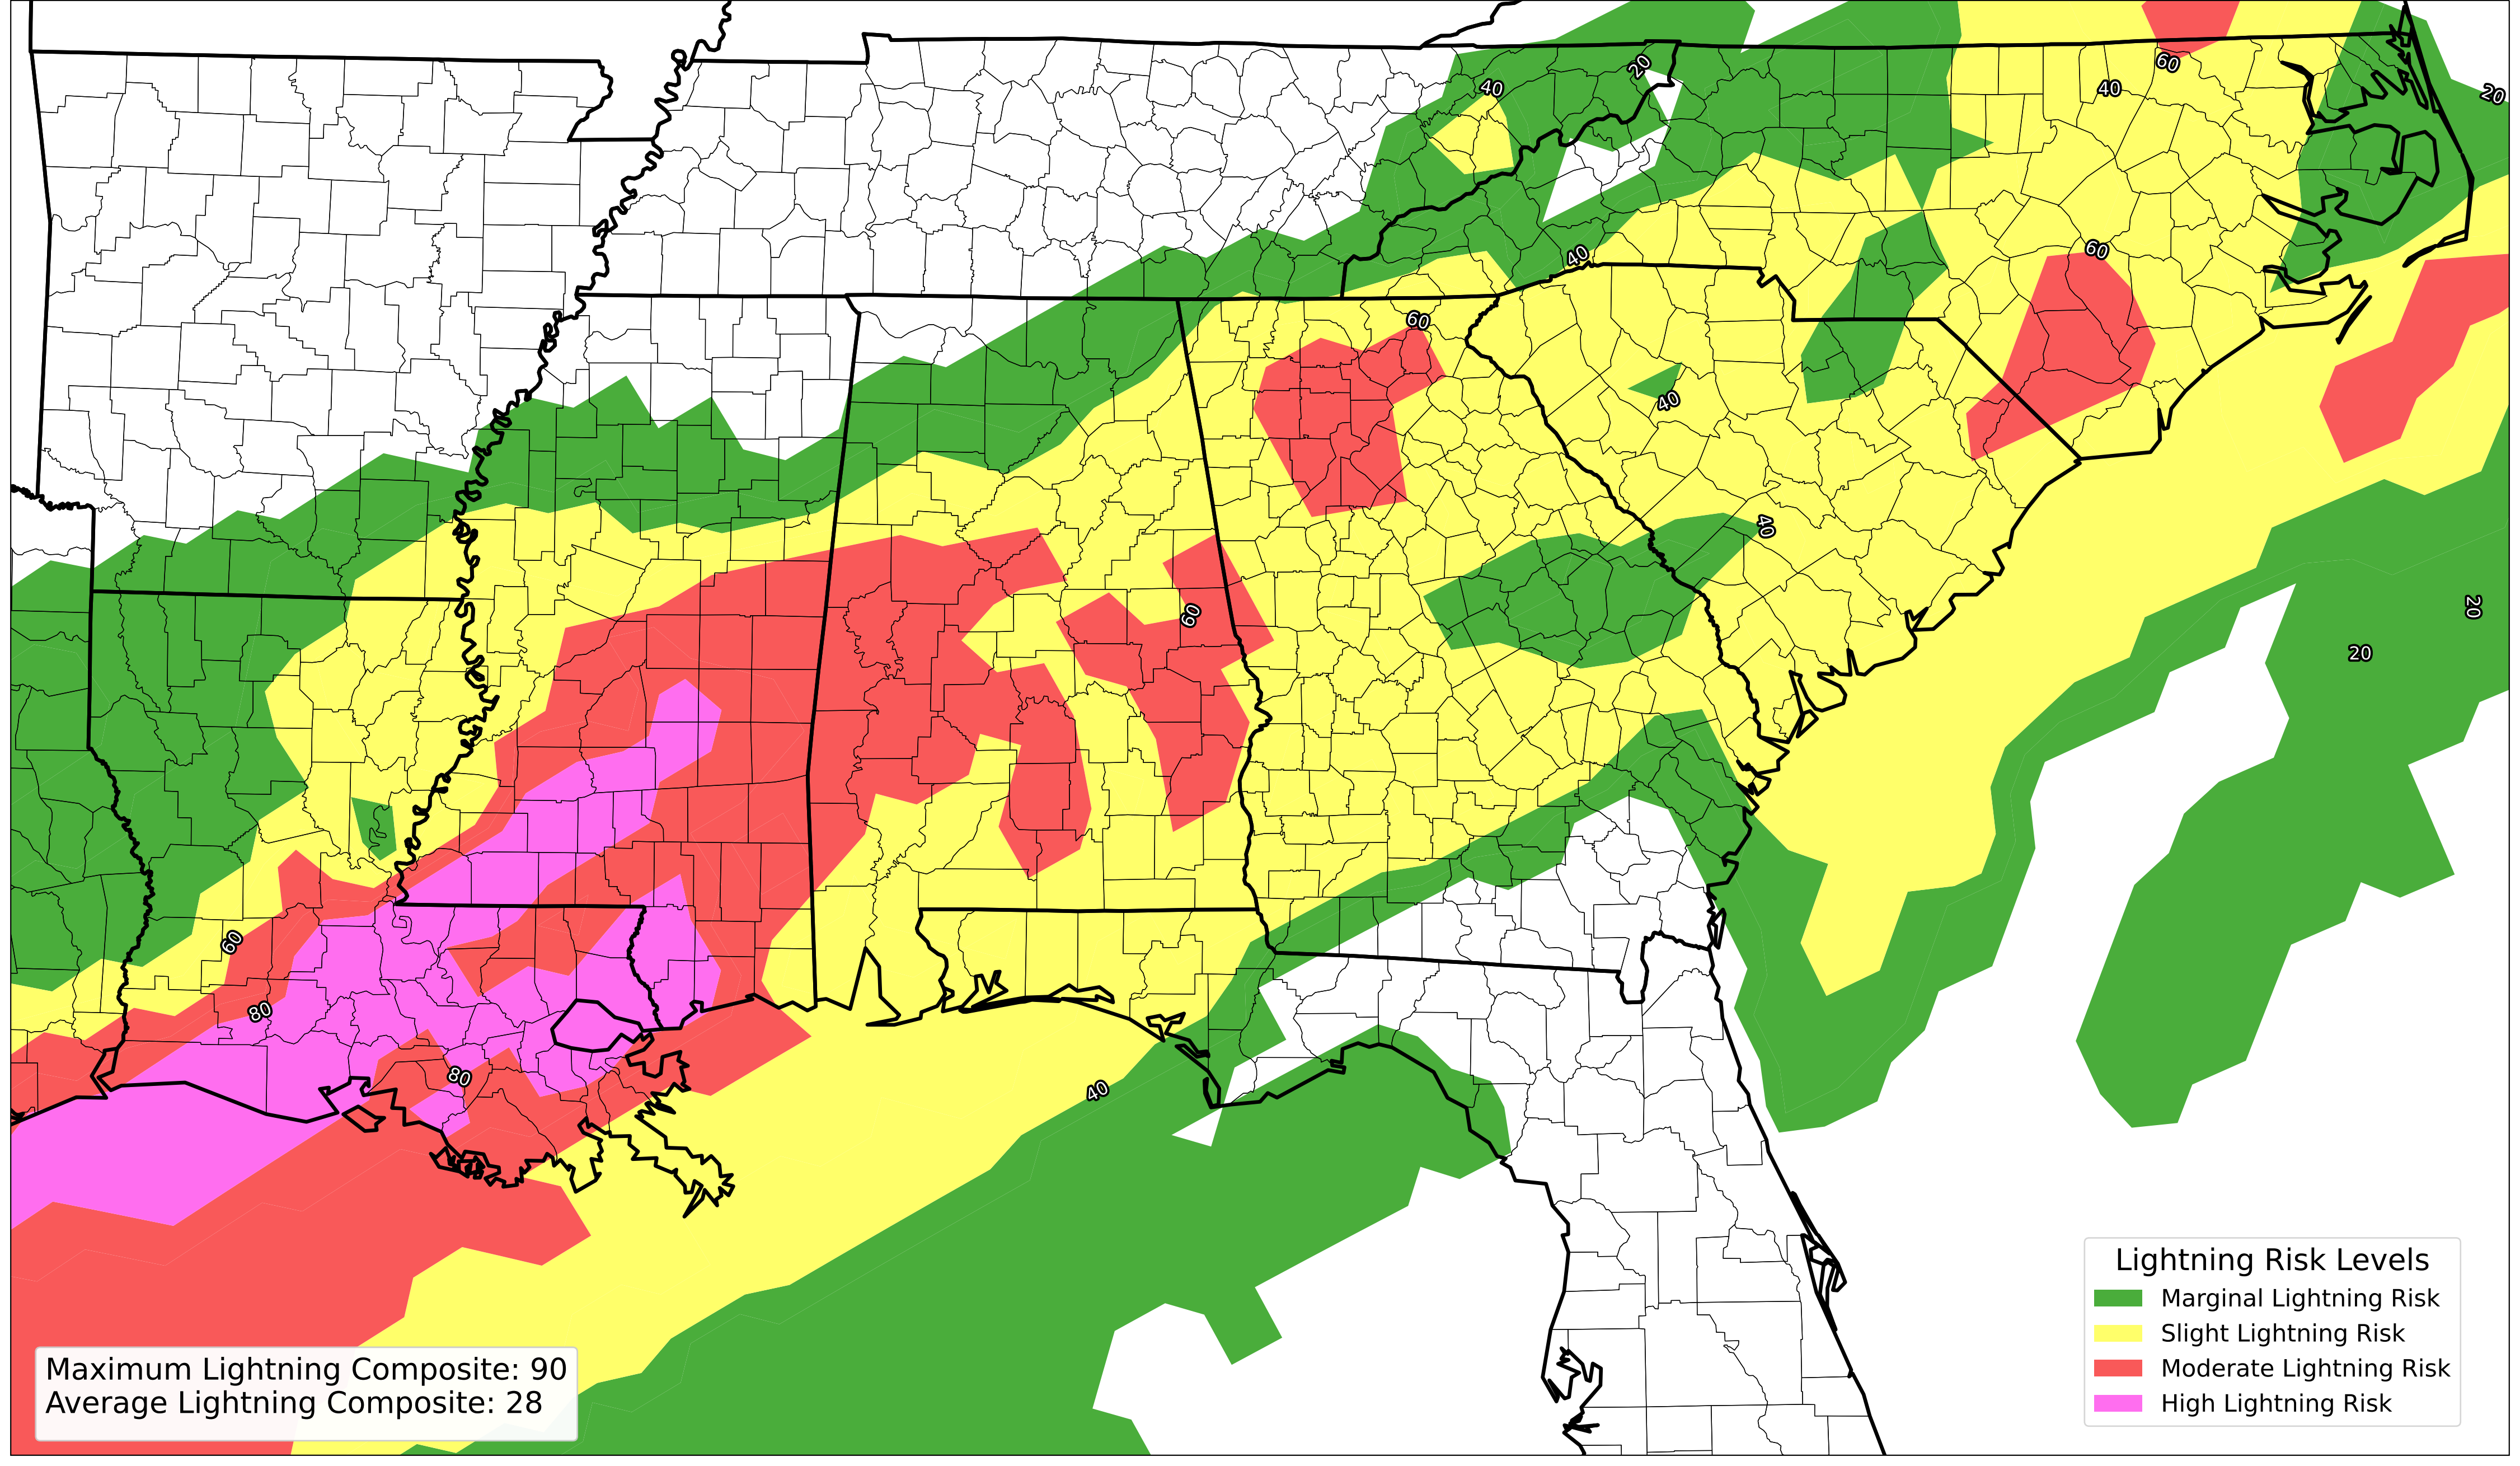 20
40
60
40
20
60
40
60
40
40
60
20
20
60
80
80
40
Lightning Risk Levels
Marginal Lightning Risk
Slight Lightning Risk
Moderate Lightning Risk
High Lightning Risk
Maximum Lightning Composite: 90
Average Lightning Composite: 28